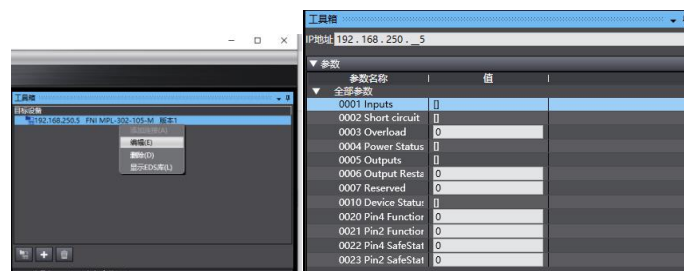 工具箱
目标设备
192.168.250.5 FNI MPL-302-105-M 版本1
编辑(E)
删除(D)
显示EDS库(L)
工具箱
IP地址 192 . 168 . 250 . __5
参数
参数名称 值
全部参数
0001 Inputs []
0002 Short circuit []
0003 Overload 0
0004 Power Status []
0005 Outputs []
0006 Output Resta 0
0007 Reserved 0
0010 Device Status []
0020 Pin4 Function 0
0021 Pin2 Function 0
0022 Pin4 SafeStat 0
0023 Pin2 SafeStat 0